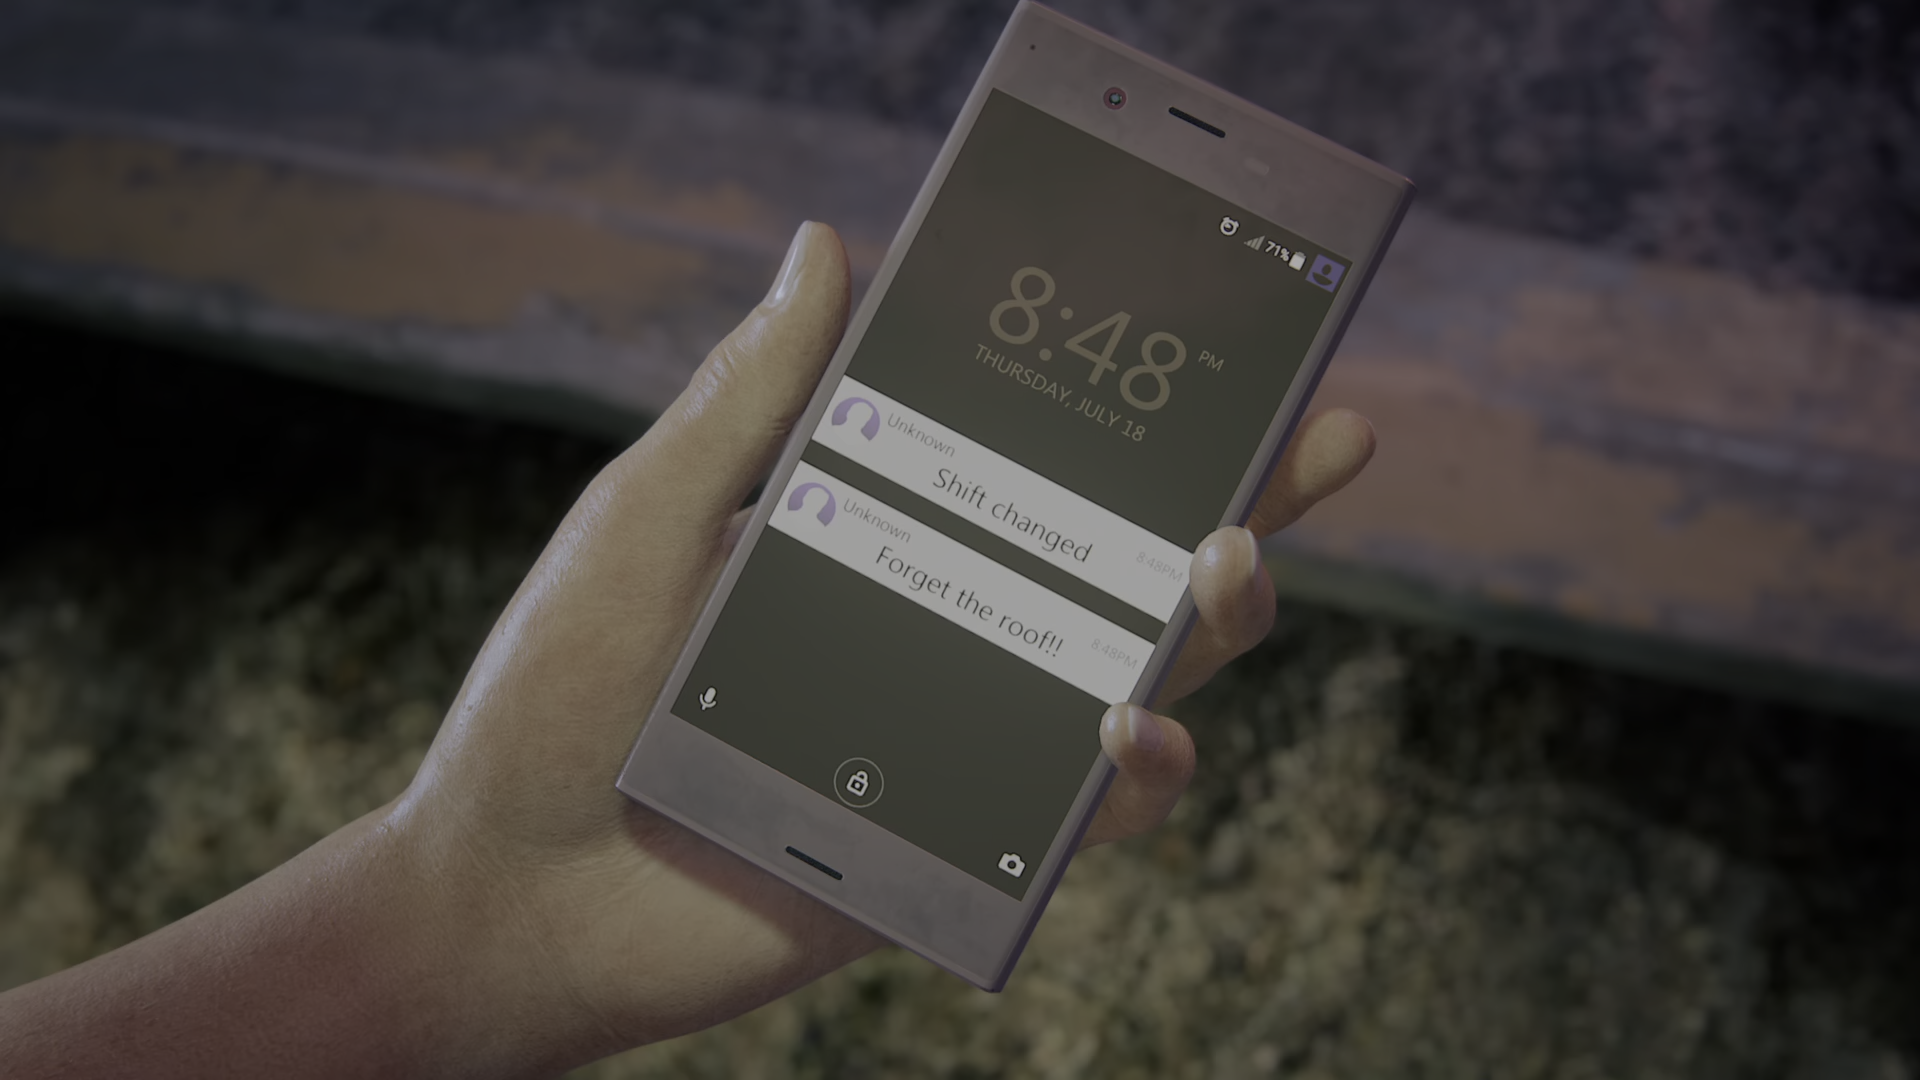 71%
8:48 PM
THURSDAY, JULY 18
Unknown
Shift changed
8:48PM
Unknown
Forget the roof!!
8:48PM